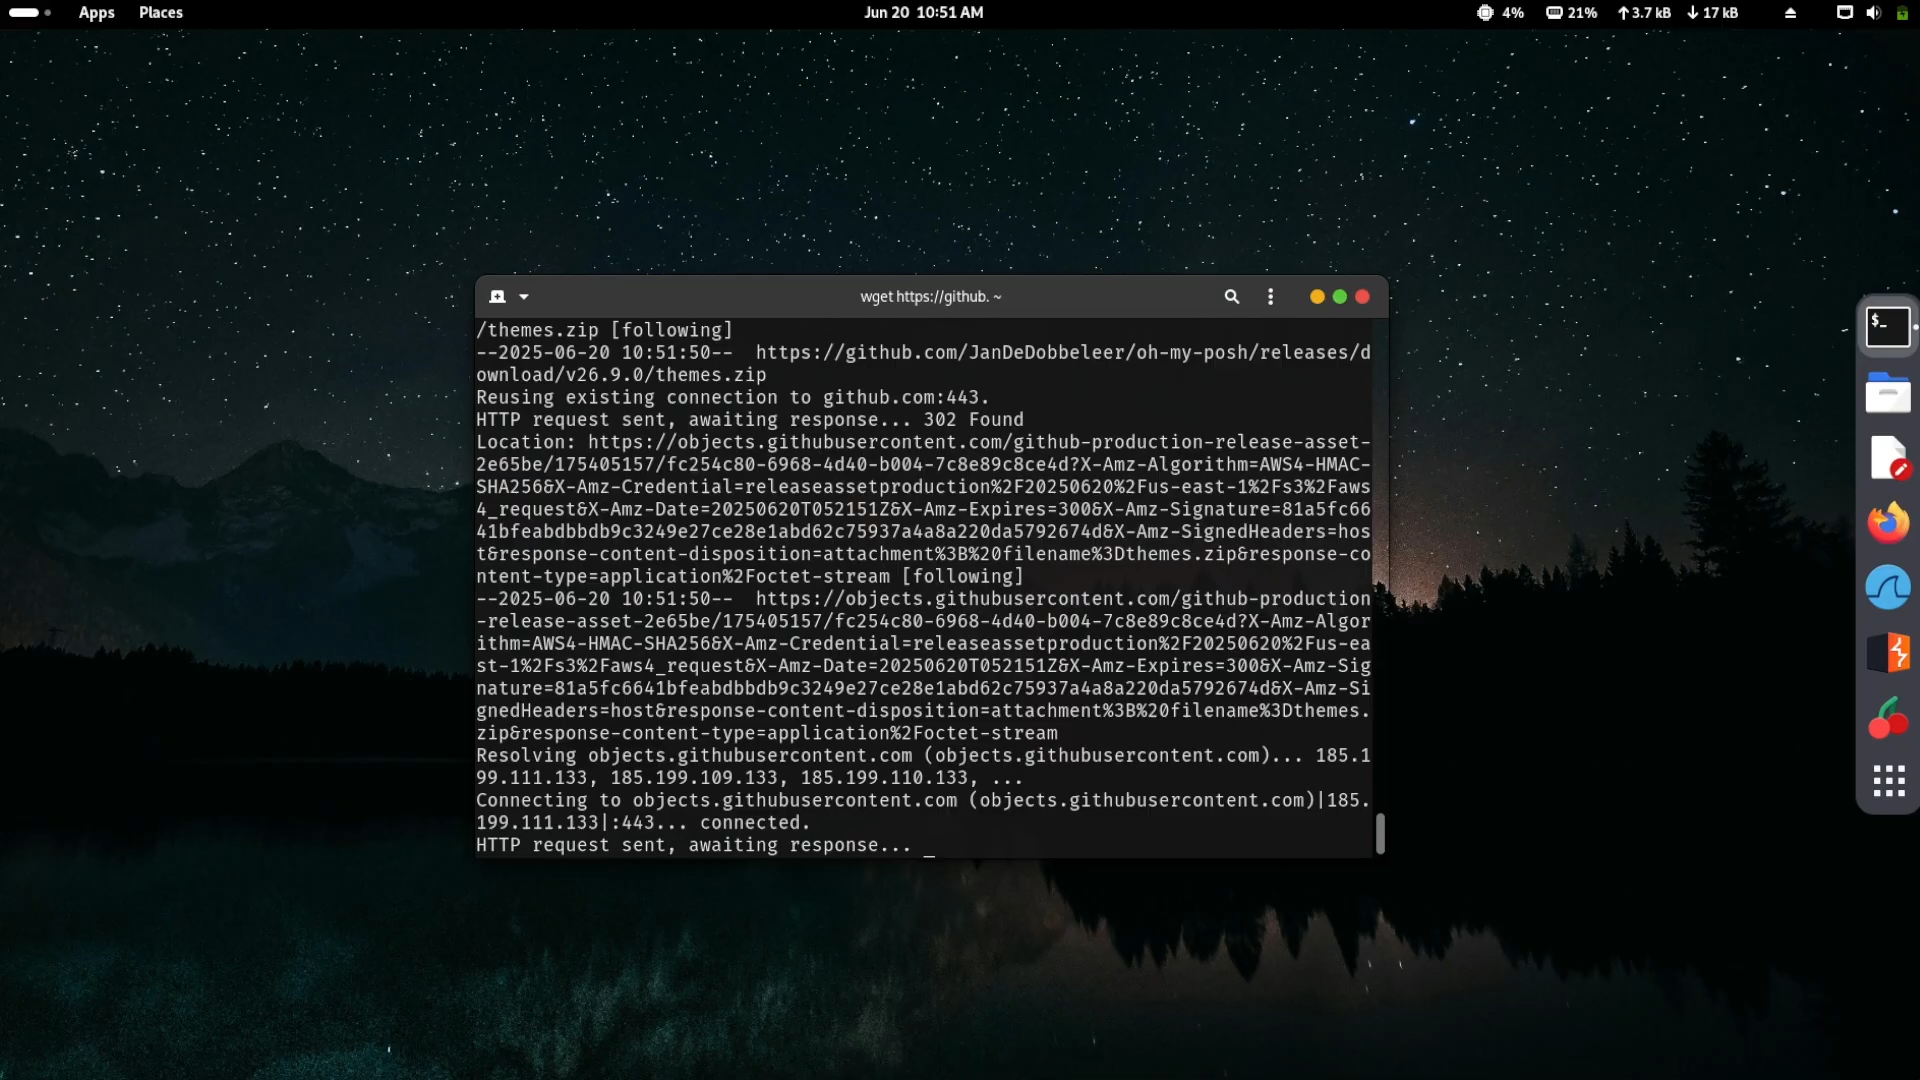 Apps Places Jun 20 10:51 AM 4% 21% ↑3.7 kB ↓17 kB
wget https://github. ~
/themes.zip [following]
--2025-06-20 10:51:50--  https://github.com/JanDeDobbeleer/oh-my-posh/releases/d
ownload/v26.9.0/themes.zip
Reusing existing connection to github.com:443.
HTTP request sent, awaiting response... 302 Found
Location: https://objects.githubusercontent.com/github-production-release-asset-
2e65be/175405157/fc254c80-6968-4d40-b004-7c8e89c8ce4d?X-Amz-Algorithm=AWS4-HMAC-
SHA256&X-Amz-Credential=releaseassetproduction%2F20250620%2Fus-east-1%2Fs3%2Faws
4_request&X-Amz-Date=20250620T052151Z&X-Amz-Expires=300&X-Amz-Signature=81a5fc66
41bfeabdbbdb9c3249e27ce28e1abd62c75937a4a8a220da5792674d&X-Amz-SignedHeaders=hos
t&response-content-disposition=attachment%3B%20filename%3Dthemes.zip&response-co
ntent-type=application%2Foctet-stream [following]
--2025-06-20 10:51:50--  https://objects.githubusercontent.com/github-production
-release-asset-2e65be/175405157/fc254c80-6968-4d40-b004-7c8e89c8ce4d?X-Amz-Algor
ithm=AWS4-HMAC-SHA256&X-Amz-Credential=releaseassetproduction%2F20250620%2Fus-ea
st-1%2Fs3%2Faws4_request&X-Amz-Date=20250620T052151Z&X-Amz-Expires=300&X-Amz-Sig
nature=81a5fc6641bfeabdbbdb9c3249e27ce28e1abd62c75937a4a8a220da5792674d&X-Amz-Si
gnedHeaders=host&response-content-disposition=attachment%3B%20filename%3Dthemes.
zip&response-content-type=application%2Foctet-stream
Resolving objects.githubusercontent.com (objects.githubusercontent.com)... 185.1
99.111.133, 185.199.109.133, 185.199.110.133, ...
Connecting to objects.githubusercontent.com (objects.githubusercontent.com)|185.
199.111.133|:443... connected.
HTTP request sent, awaiting response... _
$_